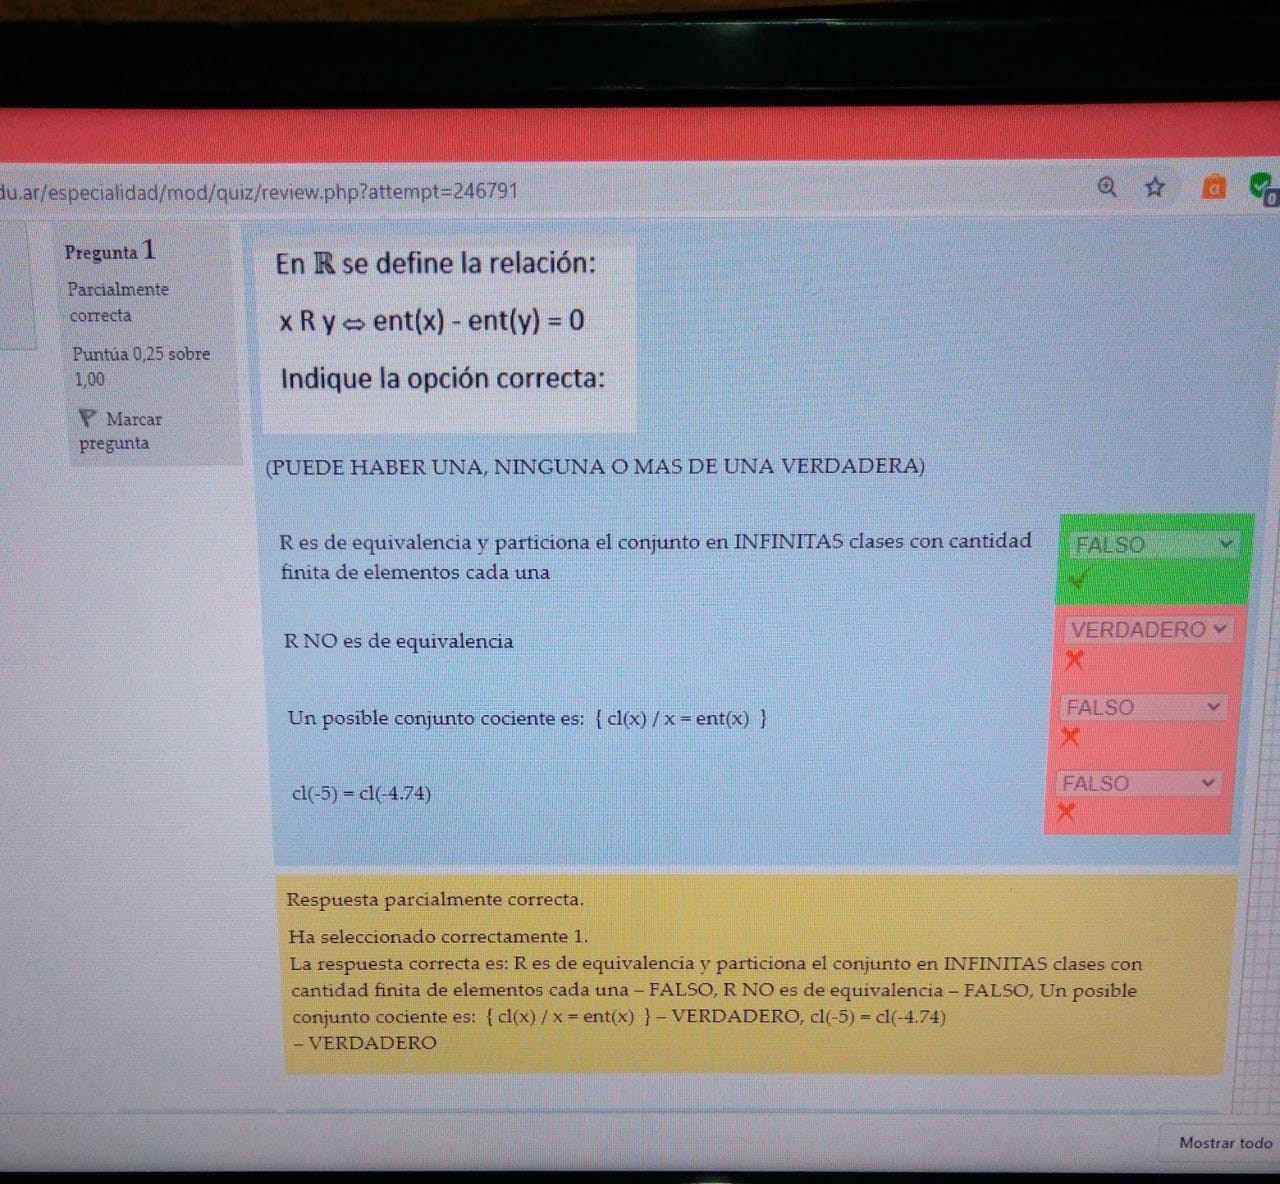 du.ar/especialidad/mod/quiz/review.php?attempt=246791
0
Pregunta 1
Parcialmente
correcta
Puntúa 0,25 sobre
1,00
Marcar
pregunta
En ℝ se define la relación:
x R y ⇔ ent(x) - ent(y) = 0
Indique la opción correcta:
(PUEDE HABER UNA, NINGUNA O MAS DE UNA VERDADERA)
R es de equivalencia y particiona el conjunto en INFINITAS clases con cantidad
finita de elementos cada una
FALSO
R NO es de equivalencia
VERDADERO
Un posible conjunto cociente es: { cl(x) / x = ent(x) }
FALSO
cl(-5) = cl(-4.74)
FALSO
Respuesta parcialmente correcta.
Ha seleccionado correctamente 1.
La respuesta correcta es: R es de equivalencia y particiona el conjunto en INFINITAS clases con
cantidad finita de elementos cada una – FALSO, R NO es de equivalencia – FALSO, Un posible
conjunto cociente es: { cl(x) / x = ent(x) } – VERDADERO, cl(-5) = cl(-4.74)
– VERDADERO
Mostrar todo